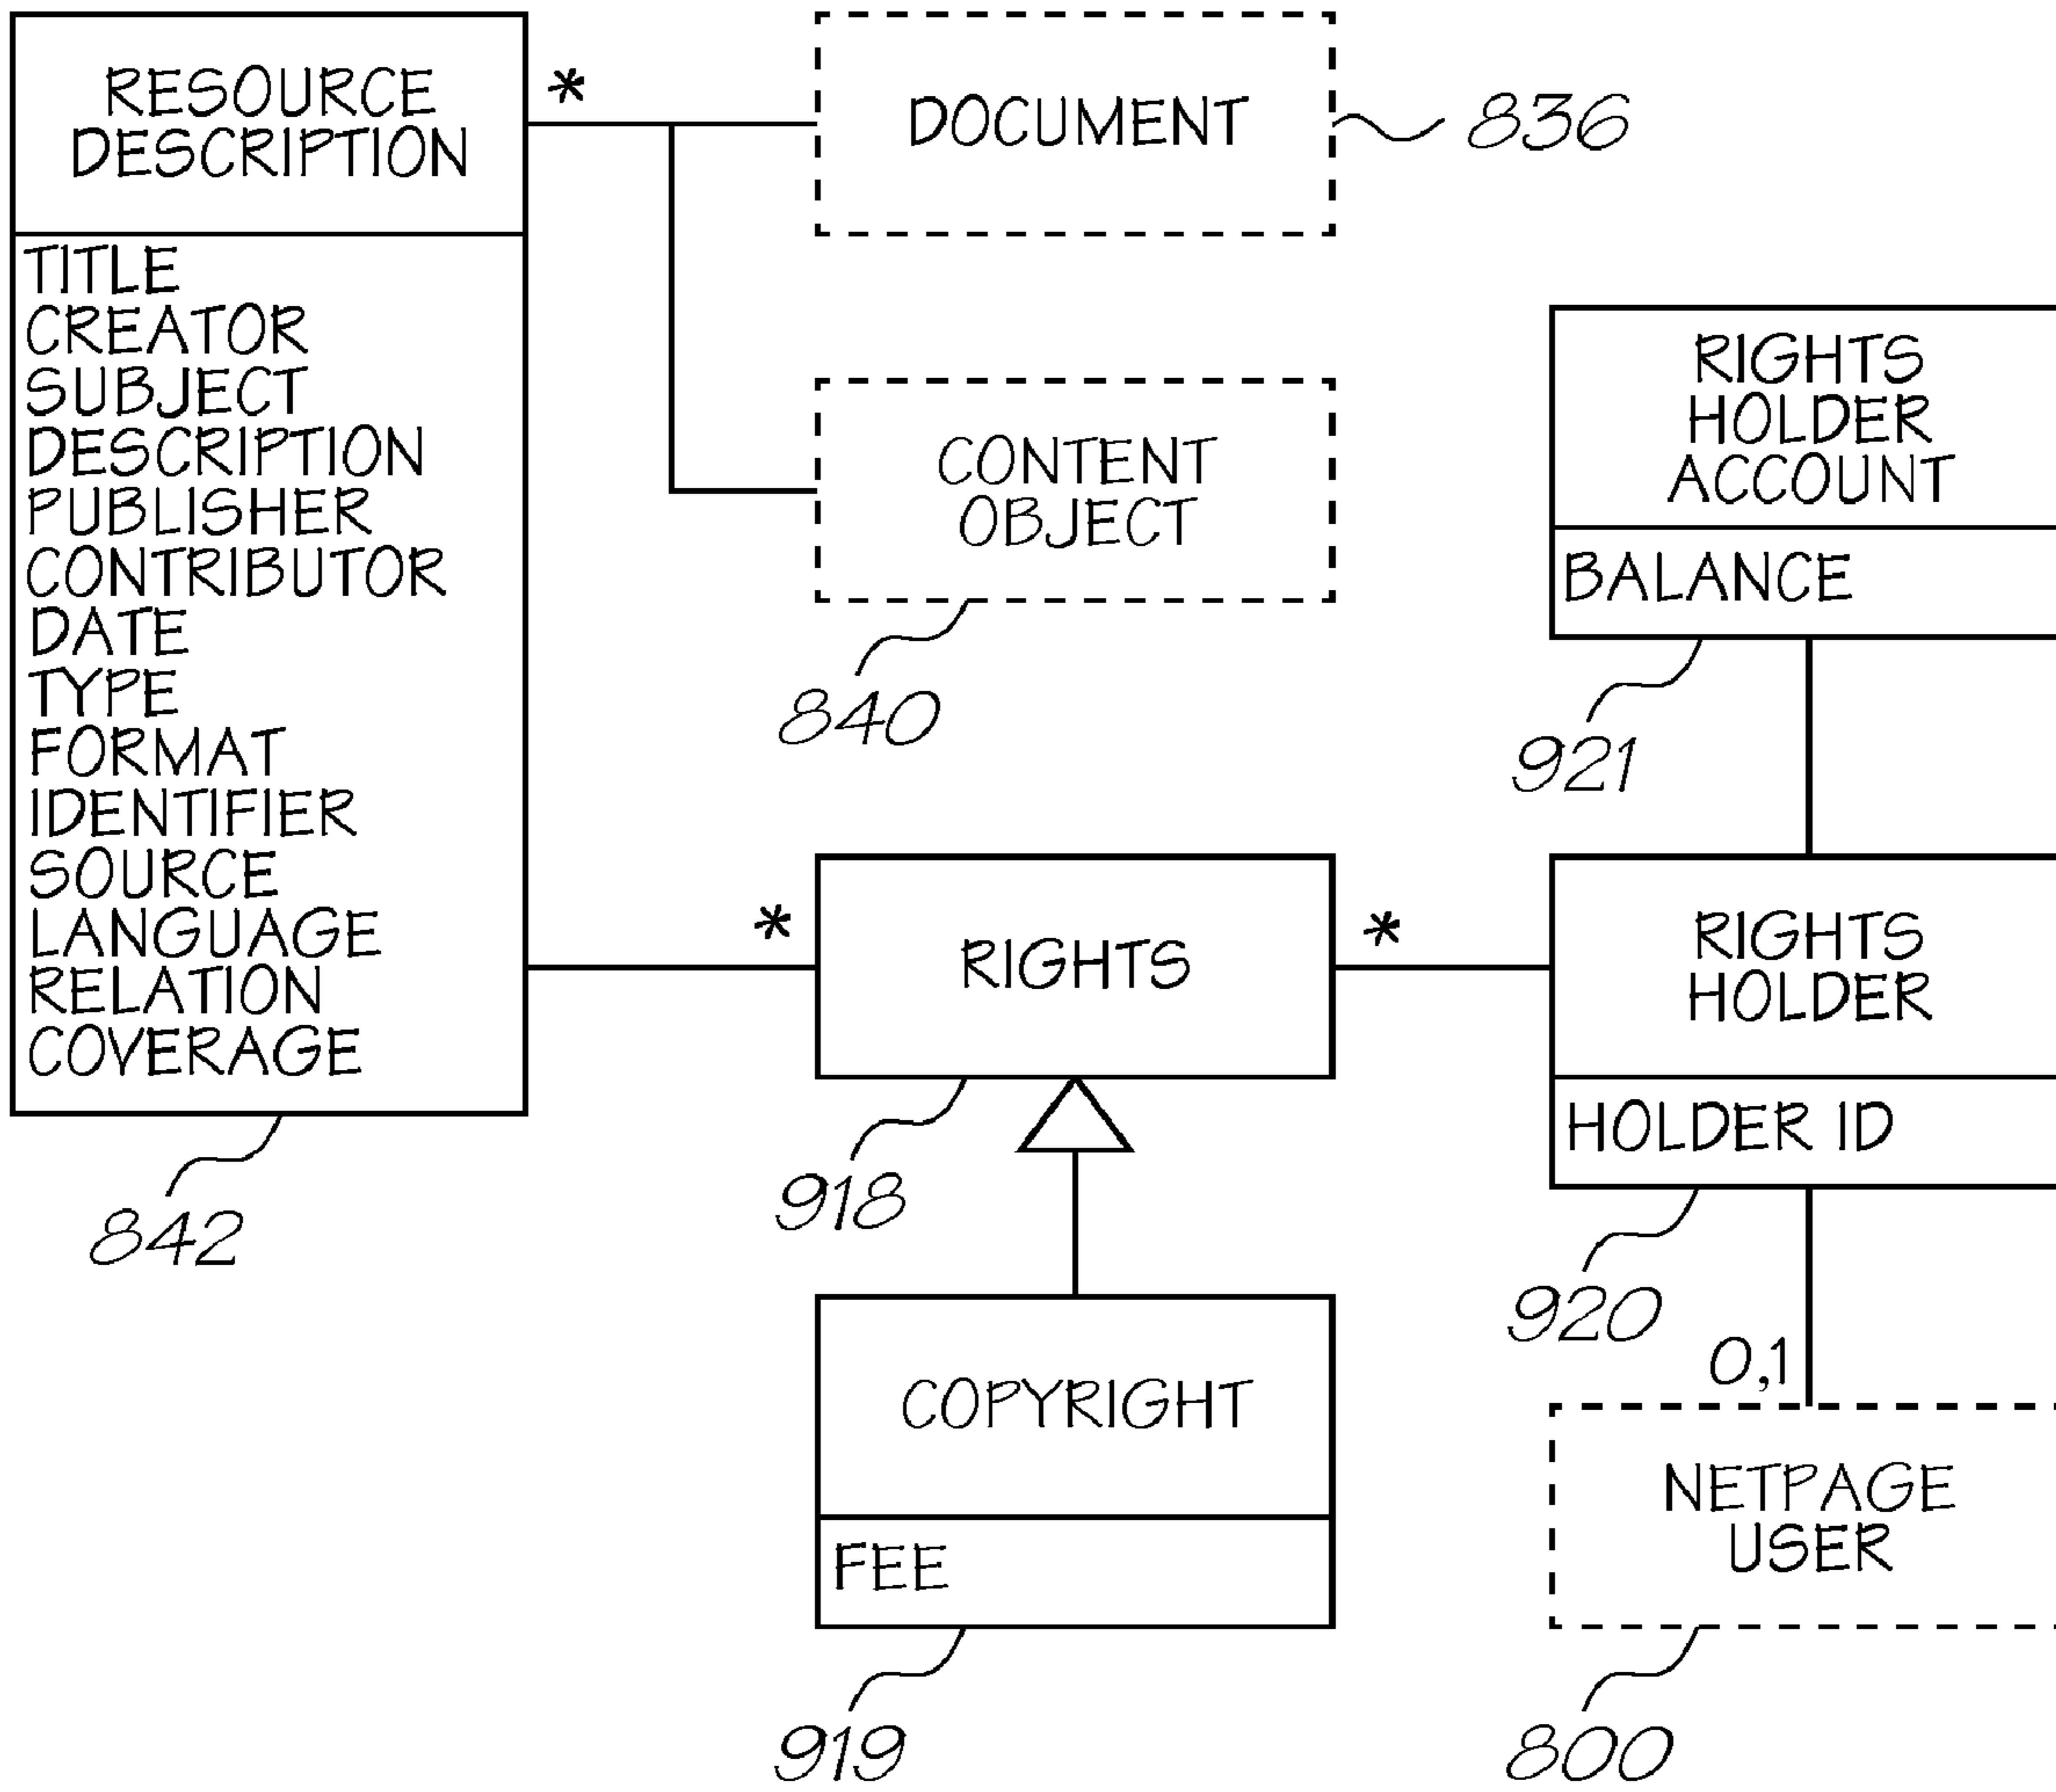 RESOURCE
DESCRIPTION
TITLE
CREATOR
SUBJECT
DESCRIPTION
PUBLISHER
CONTRIBUTOR
DATE
TYPE
FORMAT
IDENTIFIER
SOURCE
LANGUAGE
RELATION
COVERAGE
842
*
DOCUMENT
836
CONTENT
OBJECT
840
RIGHTS
HOLDER
ACCOUNT
BALANCE
921
*
RIGHTS
918
*
RIGHTS
HOLDER
HOLDER ID
920
COPYRIGHT
FEE
919
0,1
NETPAGE
USER
800